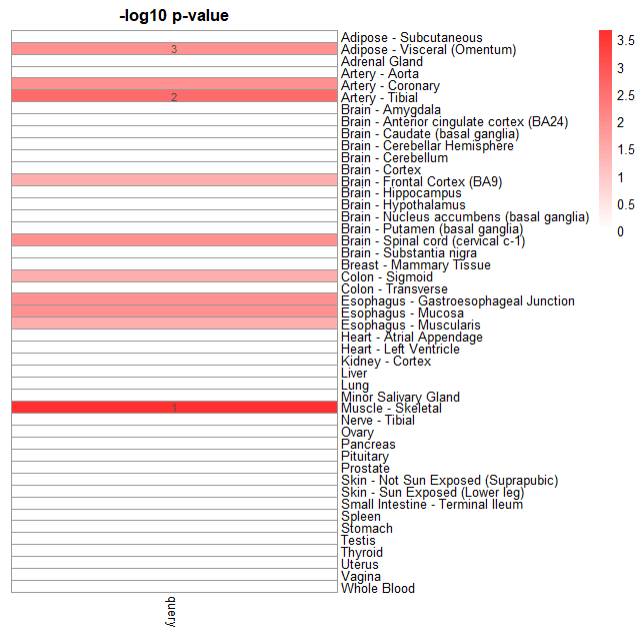 -log10 p-value
Adipose - Subcutaneous
3
Adipose - Visceral (Omentum)
Adrenal Gland
Artery - Aorta
Artery - Coronary
2
Artery - Tibial
Brain - Amygdala
Brain - Anterior cingulate cortex (BA24)
Brain - Caudate (basal ganglia)
Brain - Cerebellar Hemisphere
Brain - Cerebellum
Brain - Cortex
Brain - Frontal Cortex (BA9)
Brain - Hippocampus
Brain - Hypothalamus
Brain - Nucleus accumbens (basal ganglia)
Brain - Putamen (basal ganglia)
Brain - Spinal cord (cervical c-1)
Brain - Substantia nigra
Breast - Mammary Tissue
Colon - Sigmoid
Colon - Transverse
Esophagus - Gastroesophageal Junction
Esophagus - Mucosa
Esophagus - Muscularis
Heart - Atrial Appendage
Heart - Left Ventricle
Kidney - Cortex
Liver
Lung
Minor Salivary Gland
1
Muscle - Skeletal
Nerve - Tibial
Ovary
Pancreas
Pituitary
Prostate
Skin - Not Sun Exposed (Suprapubic)
Skin - Sun Exposed (Lower leg)
Small Intestine - Terminal Ileum
Spleen
Stomach
Testis
Thyroid
Uterus
Vagina
Whole Blood
query
3.5
3
2.5
2
1.5
1
0.5
0